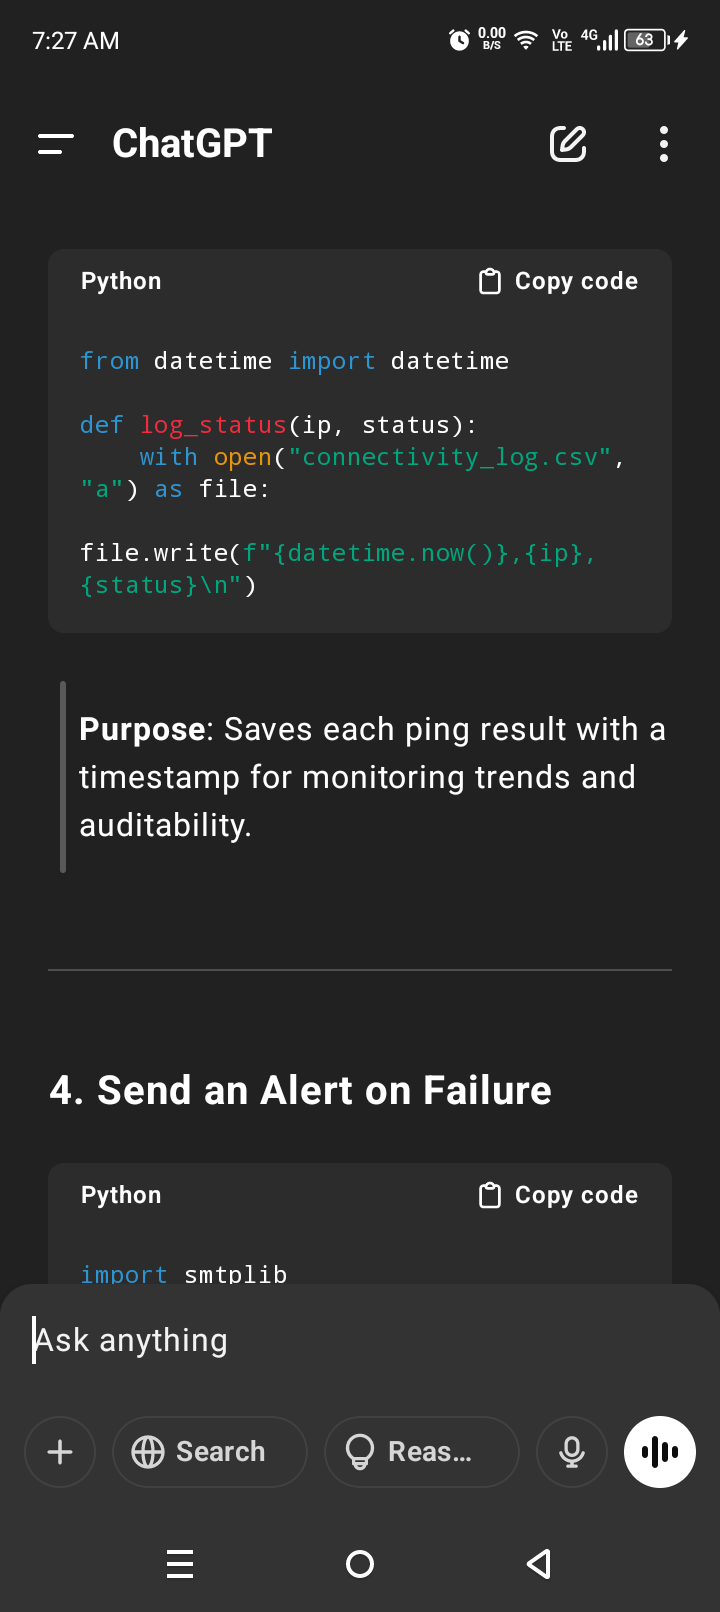 7:27 AM
0.00
B/S
Vo
LTE
4G
63
ChatGPT
Python
Copy code
from datetime import datetime
def log_status(ip, status):
    with open("connectivity_log.csv",
"a") as file:
file.write(f"{datetime.now()},{ip},
{status}\n")
Purpose: Saves each ping result with a
timestamp for monitoring trends and
auditability.
4. Send an Alert on Failure
Python
Copy code
import smtplib
Ask anything
Search
Reas...